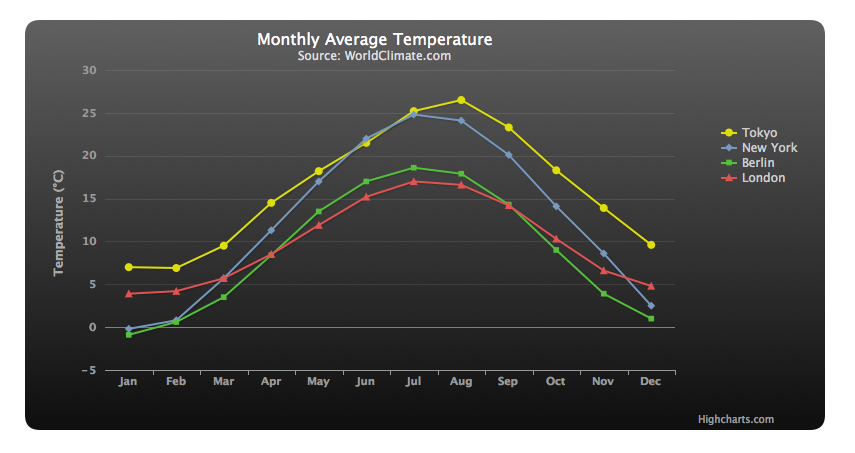 Monthly Average Temperature
Source: WorldClimate.com
Temperature (°C)
30
25
20
15
10
5
0
−5
Jan Feb Mar Apr May Jun Jul Aug Sep Oct Nov Dec
Tokyo
New York
Berlin
London
Highcharts.com